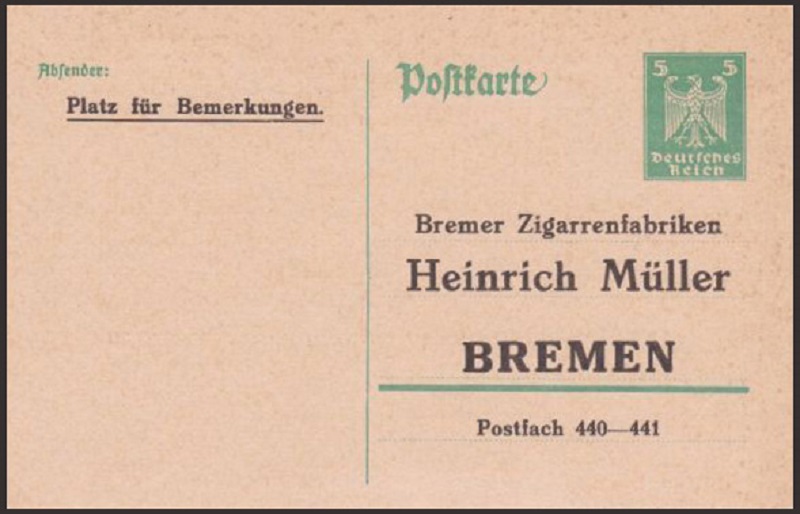 Absender:
Platz für Bemerkungen.
Postkarte
5 5
Deutsches
Reich
Bremer Zigarrenfabriken
Heinrich Müller
BREMEN
Postfach 440—441